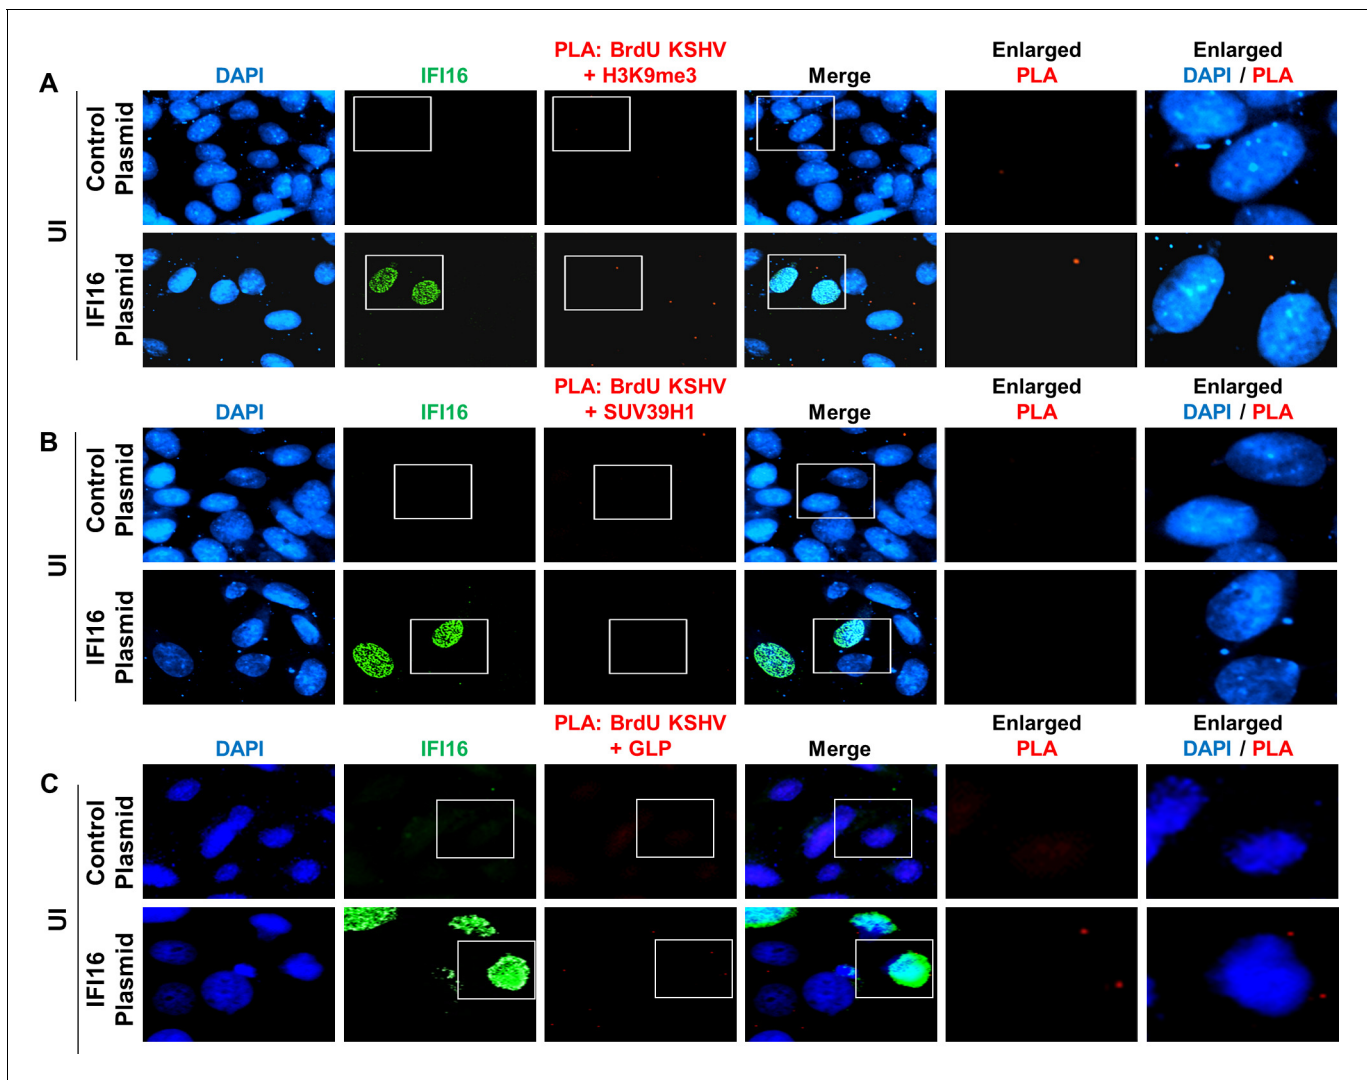 A
DAPI
IFI16
PLA: BrdU KSHV
+ H3K9me3
Merge
Enlarged
PLA
Enlarged
DAPI / PLA
UI
Control
Plasmid
IFI16
Plasmid
B
DAPI
IFI16
PLA: BrdU KSHV
+ SUV39H1
Merge
Enlarged
PLA
Enlarged
DAPI / PLA
UI
Control
Plasmid
IFI16
Plasmid
C
DAPI
IFI16
PLA: BrdU KSHV
+ GLP
Merge
Enlarged
PLA
Enlarged
DAPI / PLA
UI
Control
Plasmid
IFI16
Plasmid